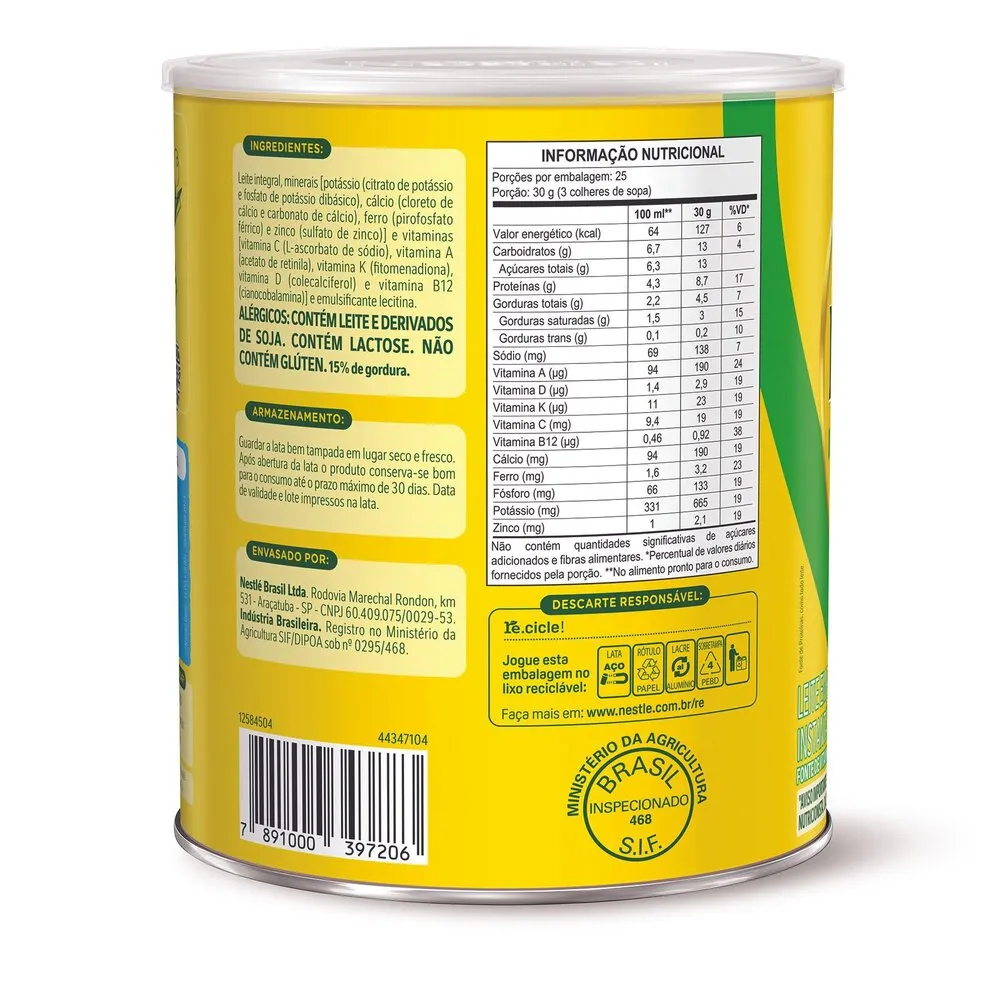 INGREDIENTES:
Leite integral, minerais [potássio (citrato de potássio
e fosfato de potássio dibásico), cálcio (cloreto de
cálcio e carbonato de cálcio), ferro (pirofosfato
férrico) e zinco (sulfato de zinco)] e vitaminas
[vitamina C (L-ascorbato de sódio), vitamina A
(acetato de retinila), vitamina K (fitomenadiona),
vitamina D (colecalciferol) e vitamina B12
(cianocobalamina)] e emulsificante lecitina.
ALÉRGICOS: CONTÉM LEITE E DERIVADOS
DE SOJA. CONTÉM LACTOSE. NÃO
CONTÉM GLÚTEN. 15% de gordura.
ARMAZENAMENTO:
Guardar a lata bem tampada em lugar seco e fresco.
Após abertura da lata o produto conserva-se bom
para o consumo até o prazo máximo de 30 dias. Data
de validade e lote impressos na lata.
ENVASADO POR:
Nestlé Brasil Ltda. Rodovia Marechal Rondon, km
531 - Araçatuba - SP - CNPJ 60.409.075/0029-53.
Indústria Brasileira. Registro no Ministério da
Agricultura SIF/DIPOA sob nº 0295/468.
12584504
44347104
7 891000 397206
INFORMAÇÃO NUTRICIONAL
Porções por embalagem: 25
Porção: 30 g (3 colheres de sopa)
100 ml** 30 g %VD*
Valor energético (kcal) 64 127 6
Carboidratos (g) 6,7 13 4
Açúcares totais (g) 6,3 13
Proteínas (g) 4,3 8,7 17
Gorduras totais (g) 2,2 4,5 7
Gorduras saturadas (g) 1,5 3 15
Gorduras trans (g) 0,1 0,2 10
Sódio (mg) 69 138 7
Vitamina A (µg) 94 190 24
Vitamina D (µg) 1,4 2,9 19
Vitamina K (µg) 11 23 19
Vitamina C (mg) 9,4 19 19
Vitamina B12 (µg) 0,46 0,92 38
Cálcio (mg) 94 190 19
Ferro (mg) 1,6 3,2 23
Fósforo (mg) 66 133 19
Potássio (mg) 331 665 19
Zinco (mg) 1 2,1 19
Não contém quantidades significativas de açúcares
adicionados e fibras alimentares. *Percentual de valores diários
fornecidos pela porção. **No alimento pronto para o consumo.
DESCARTE RESPONSÁVEL:
re.cicle!
Jogue esta
embalagem no
lixo reciclável:
LATA RÓTULO LACRE SOBRETAMPA
AÇO al 4
PAPEL ALUMÍNIO PEBD
Faça mais em: www.nestle.com.br/re
MINISTÉRIO DA AGRICULTURA
BRASIL
INSPECIONADO
468
S.I.F.